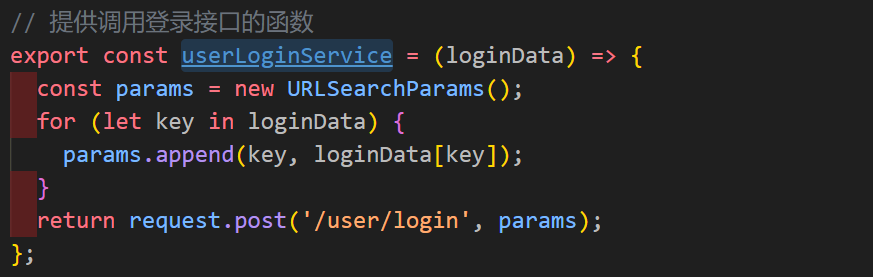 // 提供调用登录接口的函数
export const userLoginService = (loginData) => {
  const params = new URLSearchParams();
  for (let key in loginData) {
    params.append(key, loginData[key]);
  }
  return request.post('/user/login', params);
};